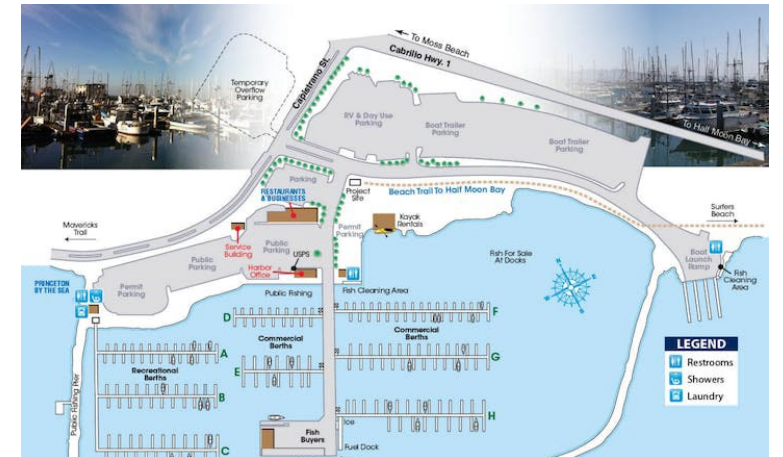 To Moss Beach
Cabrillo Hwy. 1
Capistrano St.
Temporary
Overflow
Parking
To Half Moon Bay
RV & Day Use
Parking
Boat Trailer
Parking
Boat Trailer
Parking
Parking
Project
Site
Beach Trail To Half Moon Bay
RESTAURANTS
& BUSINESSES
Mavericks
Trail
Surfers
Beach
Kayak
Rentals
Permit
Parking
Service
Building
Public
Parking
Public
Parking
USPS
Harbor
Office
Fish For Sale
At Docks
Boat
Launch
Ramp
Fish
Cleaning
Area
PRINCETON
BY THE SEA
Permit
Parking
Public Fishing
Fish Cleaning Area
D
F
Commercial
Berths
Commercial
Berths
A
E
G
Recreational
Berths
B
H
C
Public Fishing Pier
Fish
Buyers
Ice
Fuel Dock
LEGEND
Restrooms
Showers
Laundry